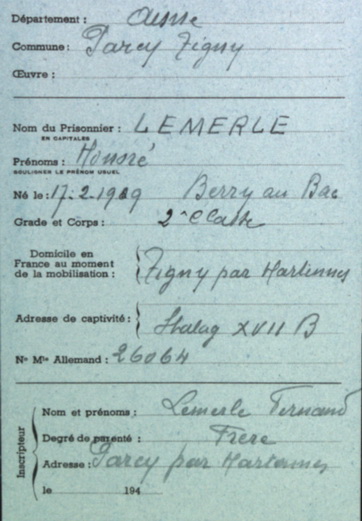 Département : Aisne
Commune : Parcy Tigny
Œuvre :
Nom du Prisonnier : LEMERLE
EN CAPITALES
Prénoms : Honoré
SOULIGNER LE PRÉNOM USUEL
Né le : 17.2.1909 Berry au Bac
Grade et Corps : 2e Classe
Domicile en
France au moment
de la mobilisation : Tigny par Hartennes
Adresse de captivité : Stalag XVII B
No Mle Allemand : 26064
Inscripteur
Nom et prénoms : Lemerle Fernand
Degré de parenté : Frère
Adresse : Parcy par Hartennes
le 194